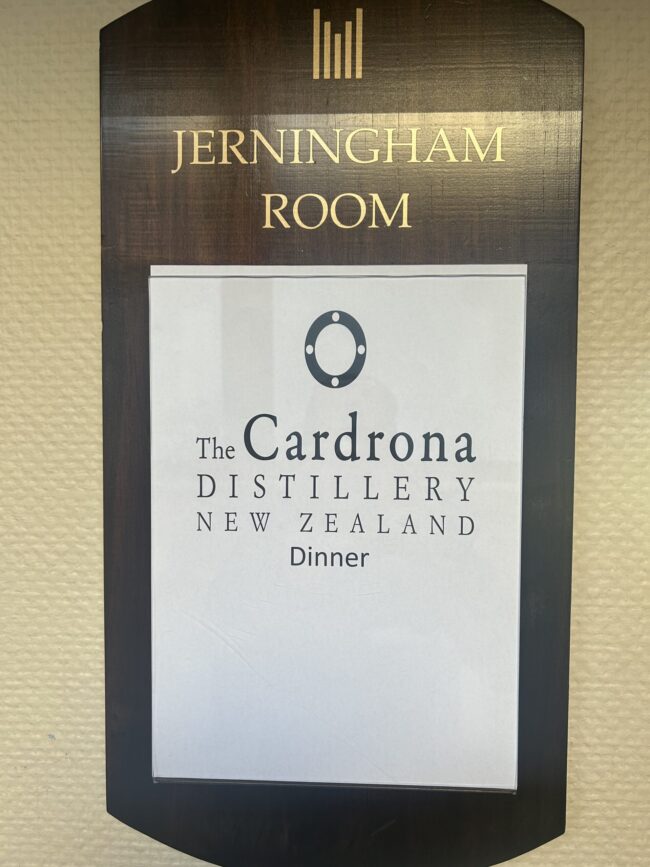 JERNINGHAM
ROOM
The Cardrona
DISTILLERY
NEW ZEALAND
Dinner